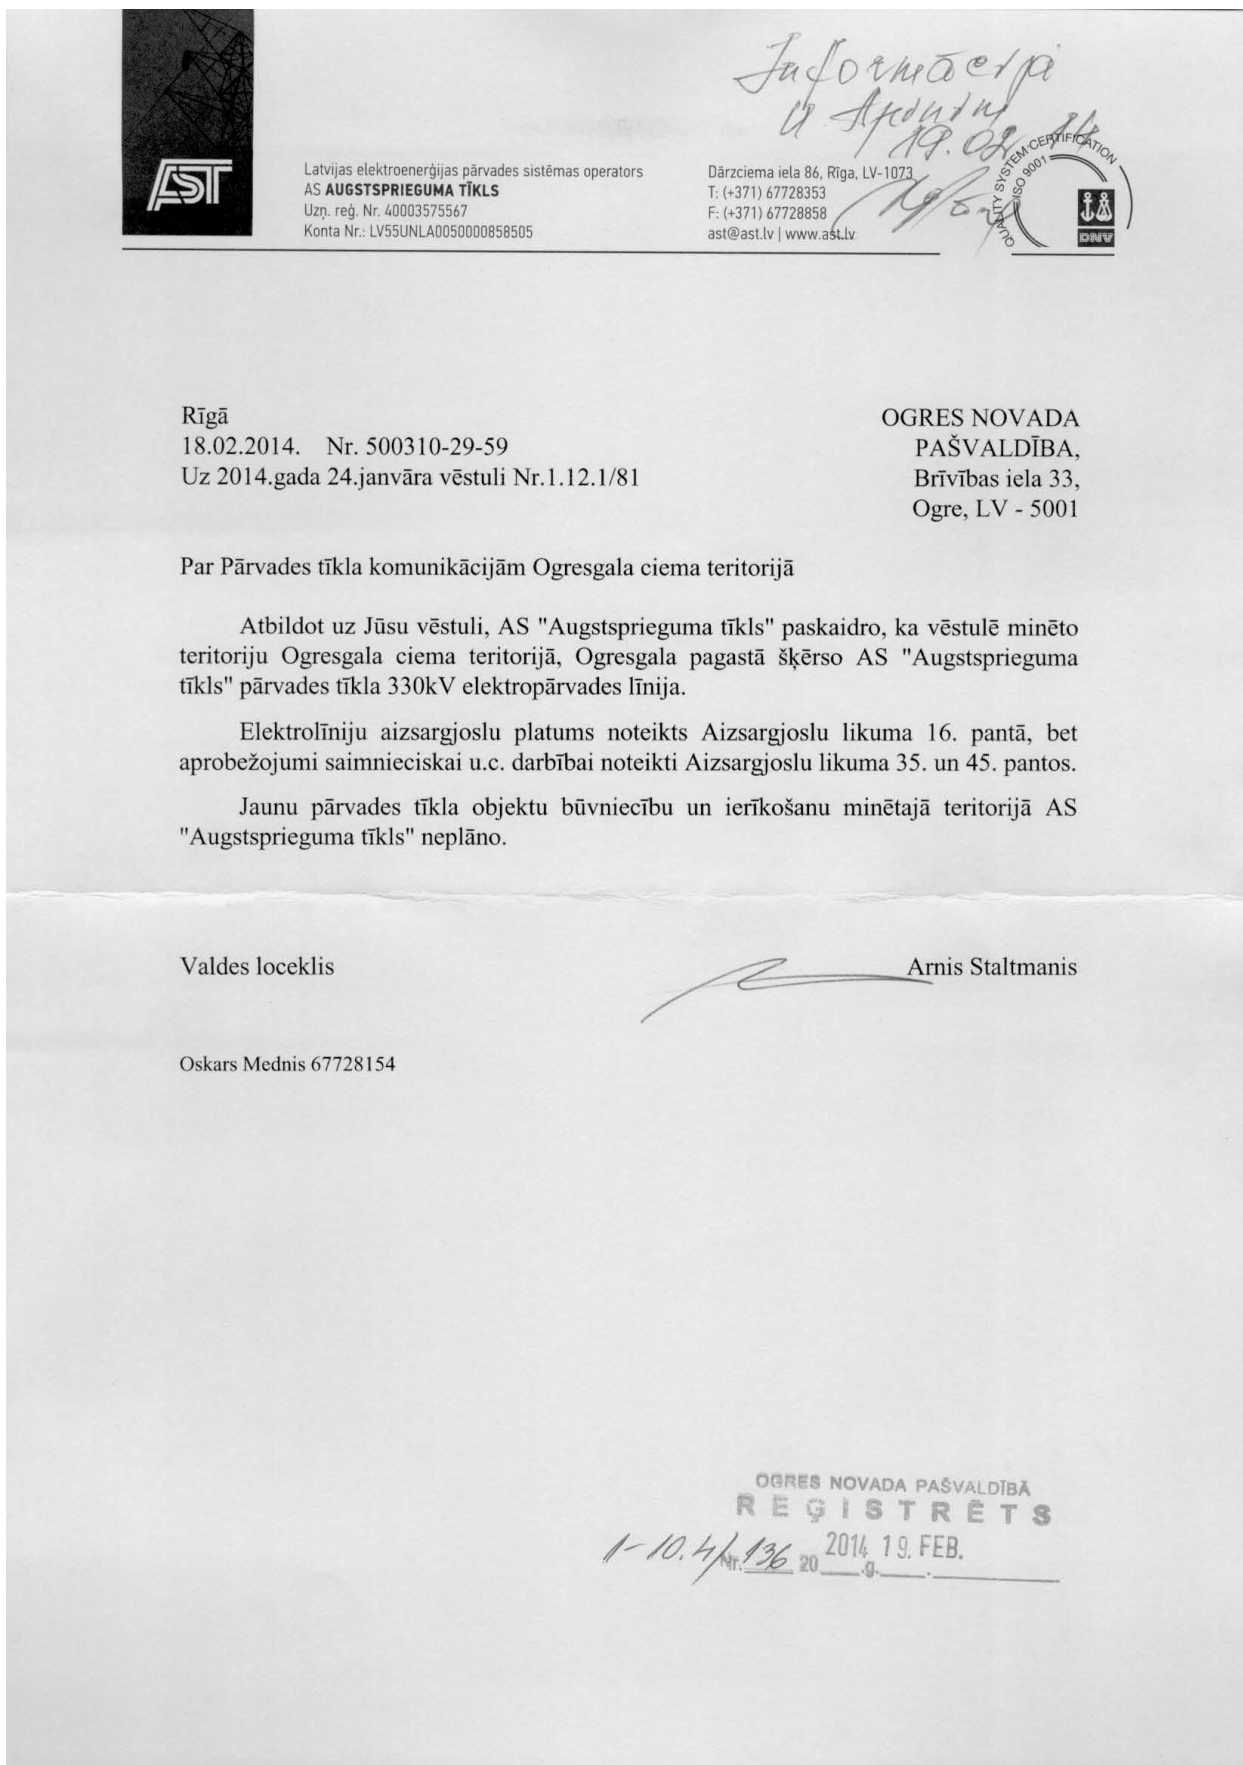 Informācija
19.02.14
AST
Latvijas elektroenerģijas pārvades sistēmas operators
AS AUGSTSPRIEGUMA TĪKLS
Uzņ. reģ. Nr. 40003575567
Konta Nr.: LV55UNLA0050000858505
Dārzciema iela 86, Rīga, LV-1073
T: (+371) 67728353
F: (+371) 67728858
ast@ast.lv | www.ast.lv
QUALITY SYSTEM CERTIFICATION
ISO 9001
DNV
Rīgā
18.02.2014. Nr. 500310-29-59
Uz 2014.gada 24.janvāra vēstuli Nr.1.12.1/81
OGRES NOVADA
PAŠVALDĪBA,
Brīvības iela 33,
Ogre, LV - 5001
Par Pārvades tīkla komunikācijām Ogresgala ciema teritorijā
Atbildot uz Jūsu vēstuli, AS "Augstsprieguma tīkls" paskaidro, ka vēstulē minēto
teritoriju Ogresgala ciema teritorijā, Ogresgala pagastā šķērso AS "Augstsprieguma
tīkls" pārvades tīkla 330kV elektropārvades līnija.
Elektrolīniju aizsargjoslu platums noteikts Aizsargjoslu likuma 16. pantā, bet
aprobežojumi saimnieciskai u.c. darbībai noteikti Aizsargjoslu likuma 35. un 45. pantos.
Jaunu pārvades tīkla objektu būvniecību un ierīkošanu minētajā teritorijā AS
"Augstsprieguma tīkls" neplāno.
Valdes loceklis
Arnis Staltmanis
Oskars Mednis 67728154
OGRES NOVADA PAŠVALDĪBĀ
REĢISTRĒTS
1-10.4/ Nr. 136 20 2014 .g. 19. FEB.